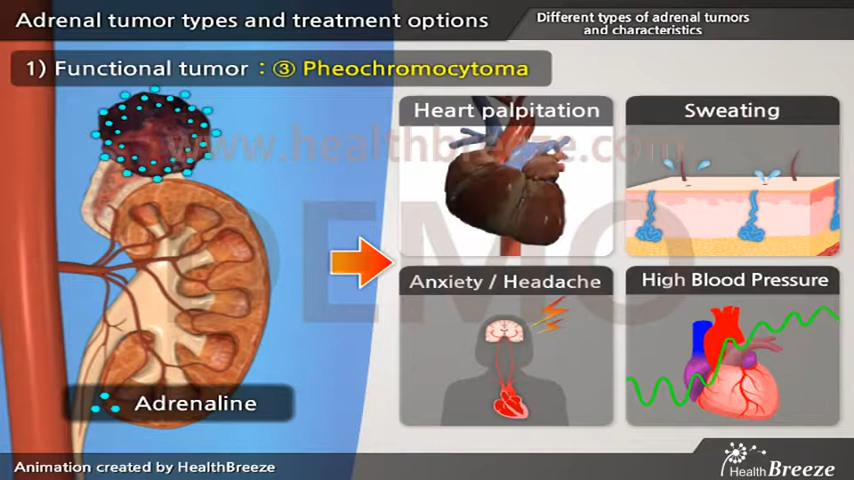 Adrenal tumor types and treatment options
Different types of adrenal tumors
and characteristics
1) Functional tumor : ③ Pheochromocytoma
www.healthbreeze.com
DEMO
Heart palpitation
Sweating
Anxiety / Headache
High Blood Pressure
Adrenaline
Animation created by HealthBreeze
Health Breeze